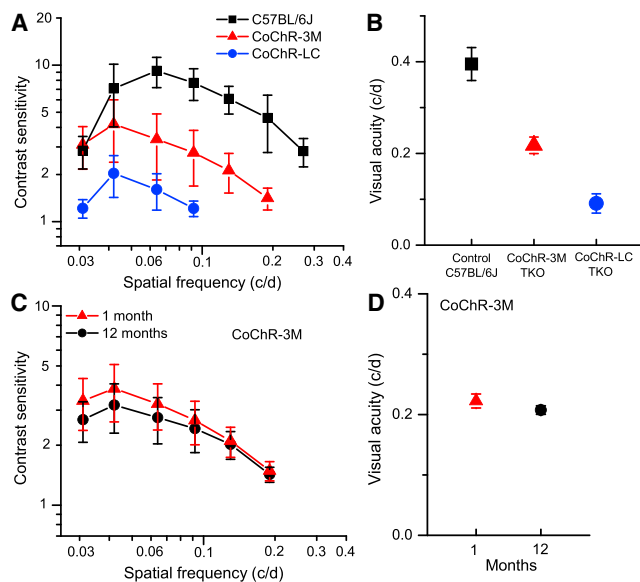 A
C57BL/6J
CoChR-3M
CoChR-LC
Contrast sensitivity
10
5
2
1
0.03
0.06
0.1
0.2
0.3
0.4
Spatial frequency (c/d)
B
Visual acuity (c/d)
0.4
0.2
0.0
Control
C57BL/6J
CoChR-3M
TKO
CoChR-LC
TKO
C
1 month
12 months
CoChR-3M
Contrast sensitivity
10
5
2
1
0.03
0.06
0.1
0.2
0.3
0.4
Spatial frequency (c/d)
D
CoChR-3M
Visual acuity (c/d)
0.4
0.2
0.0
1
12
Months